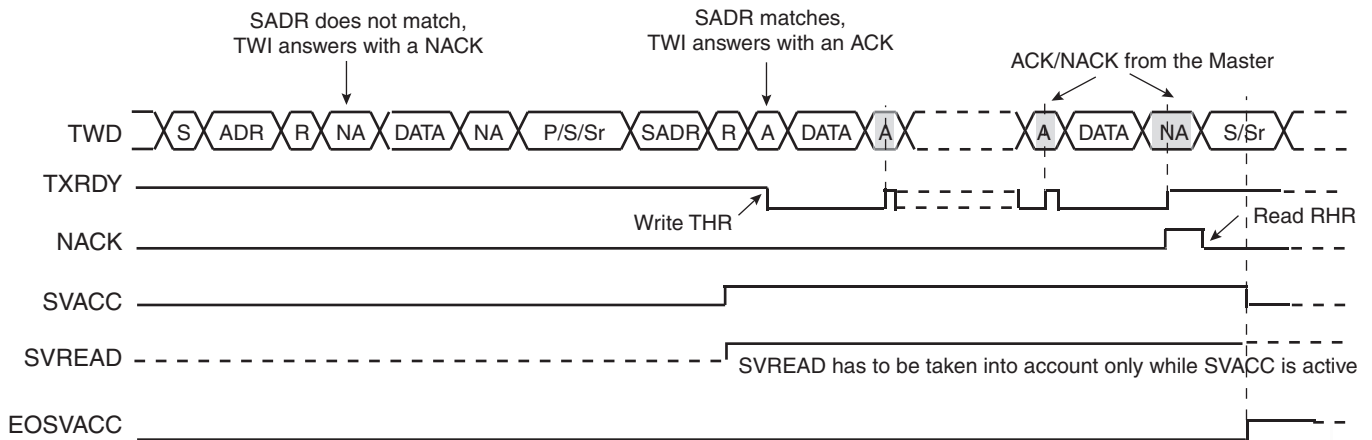 SADR does not match,
TWI answers with a NACK
SADR matches,
TWI answers with an ACK
ACK/NACK from the Master
TWD S ADR R NA DATA NA P/S/Sr SADR R A DATA A A DATA NA S/Sr
TXRDY
Write THR
Read RHR
NACK
SVACC
SVREAD
SVREAD has to be taken into account only while SVACC is active
EOSVACC